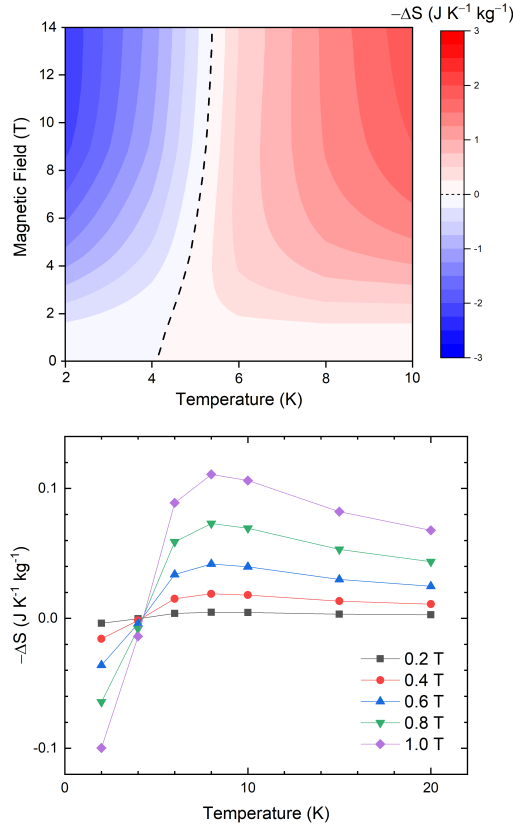 −ΔS (J K⁻¹ kg⁻¹)
14
12
10
8
6
4
2
0
Magnetic Field (T)
2 4 6 8 10
Temperature (K)
3
2
1
0
-1
-2
-3
0.1
0.0
-0.1
−ΔS (J K⁻¹ kg⁻¹)
0.2 T
0.4 T
0.6 T
0.8 T
1.0 T
0 10 20
Temperature (K)